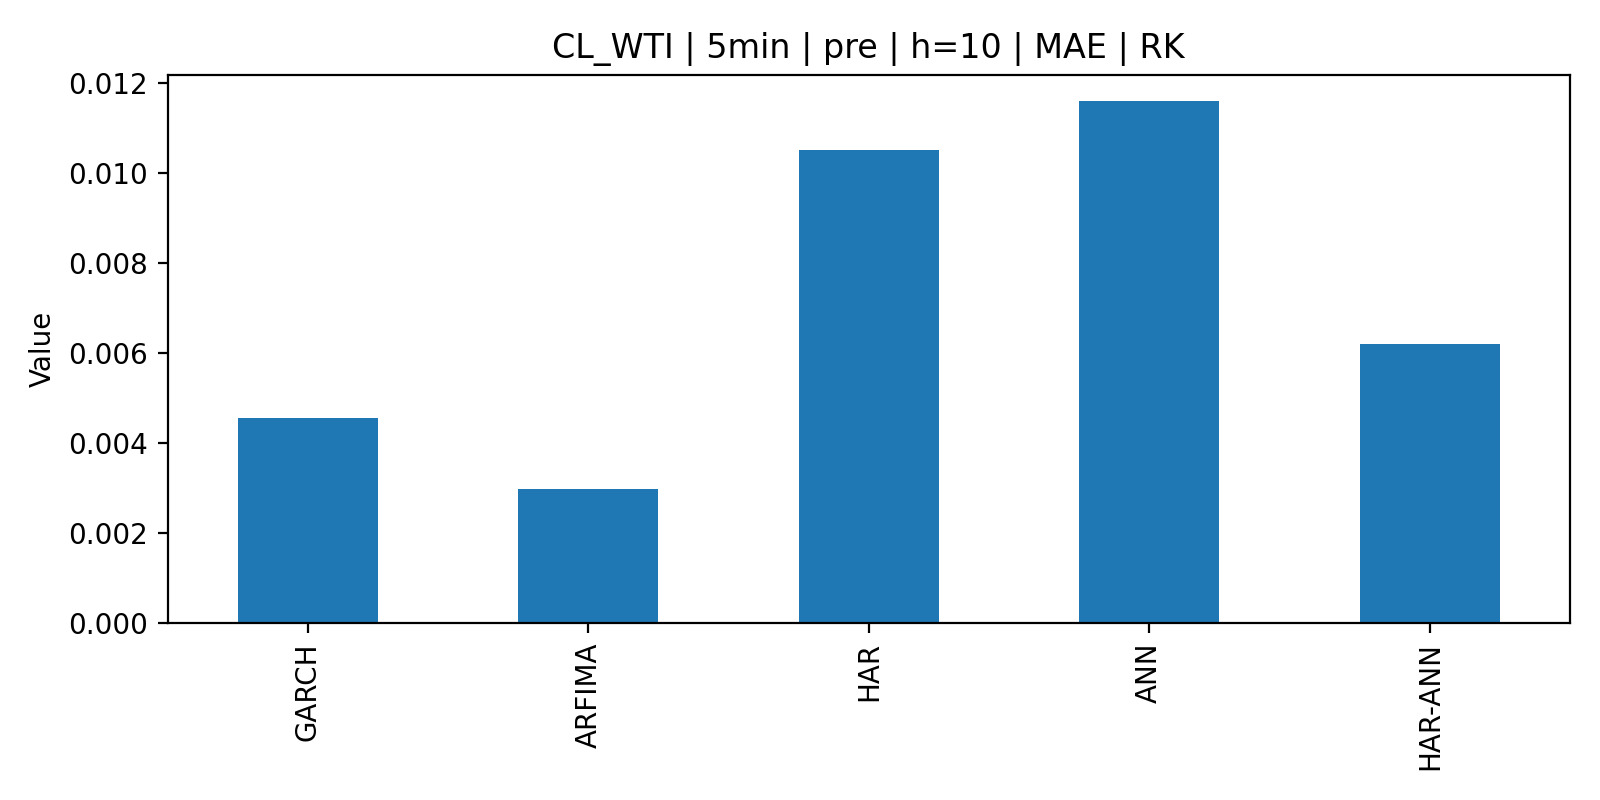 CL_WTI | 5min | pre | h=10 | MAE | RK
Value
0.012
0.010
0.008
0.006
0.004
0.002
0.000
GARCH
ARFIMA
HAR
ANN
HAR-ANN